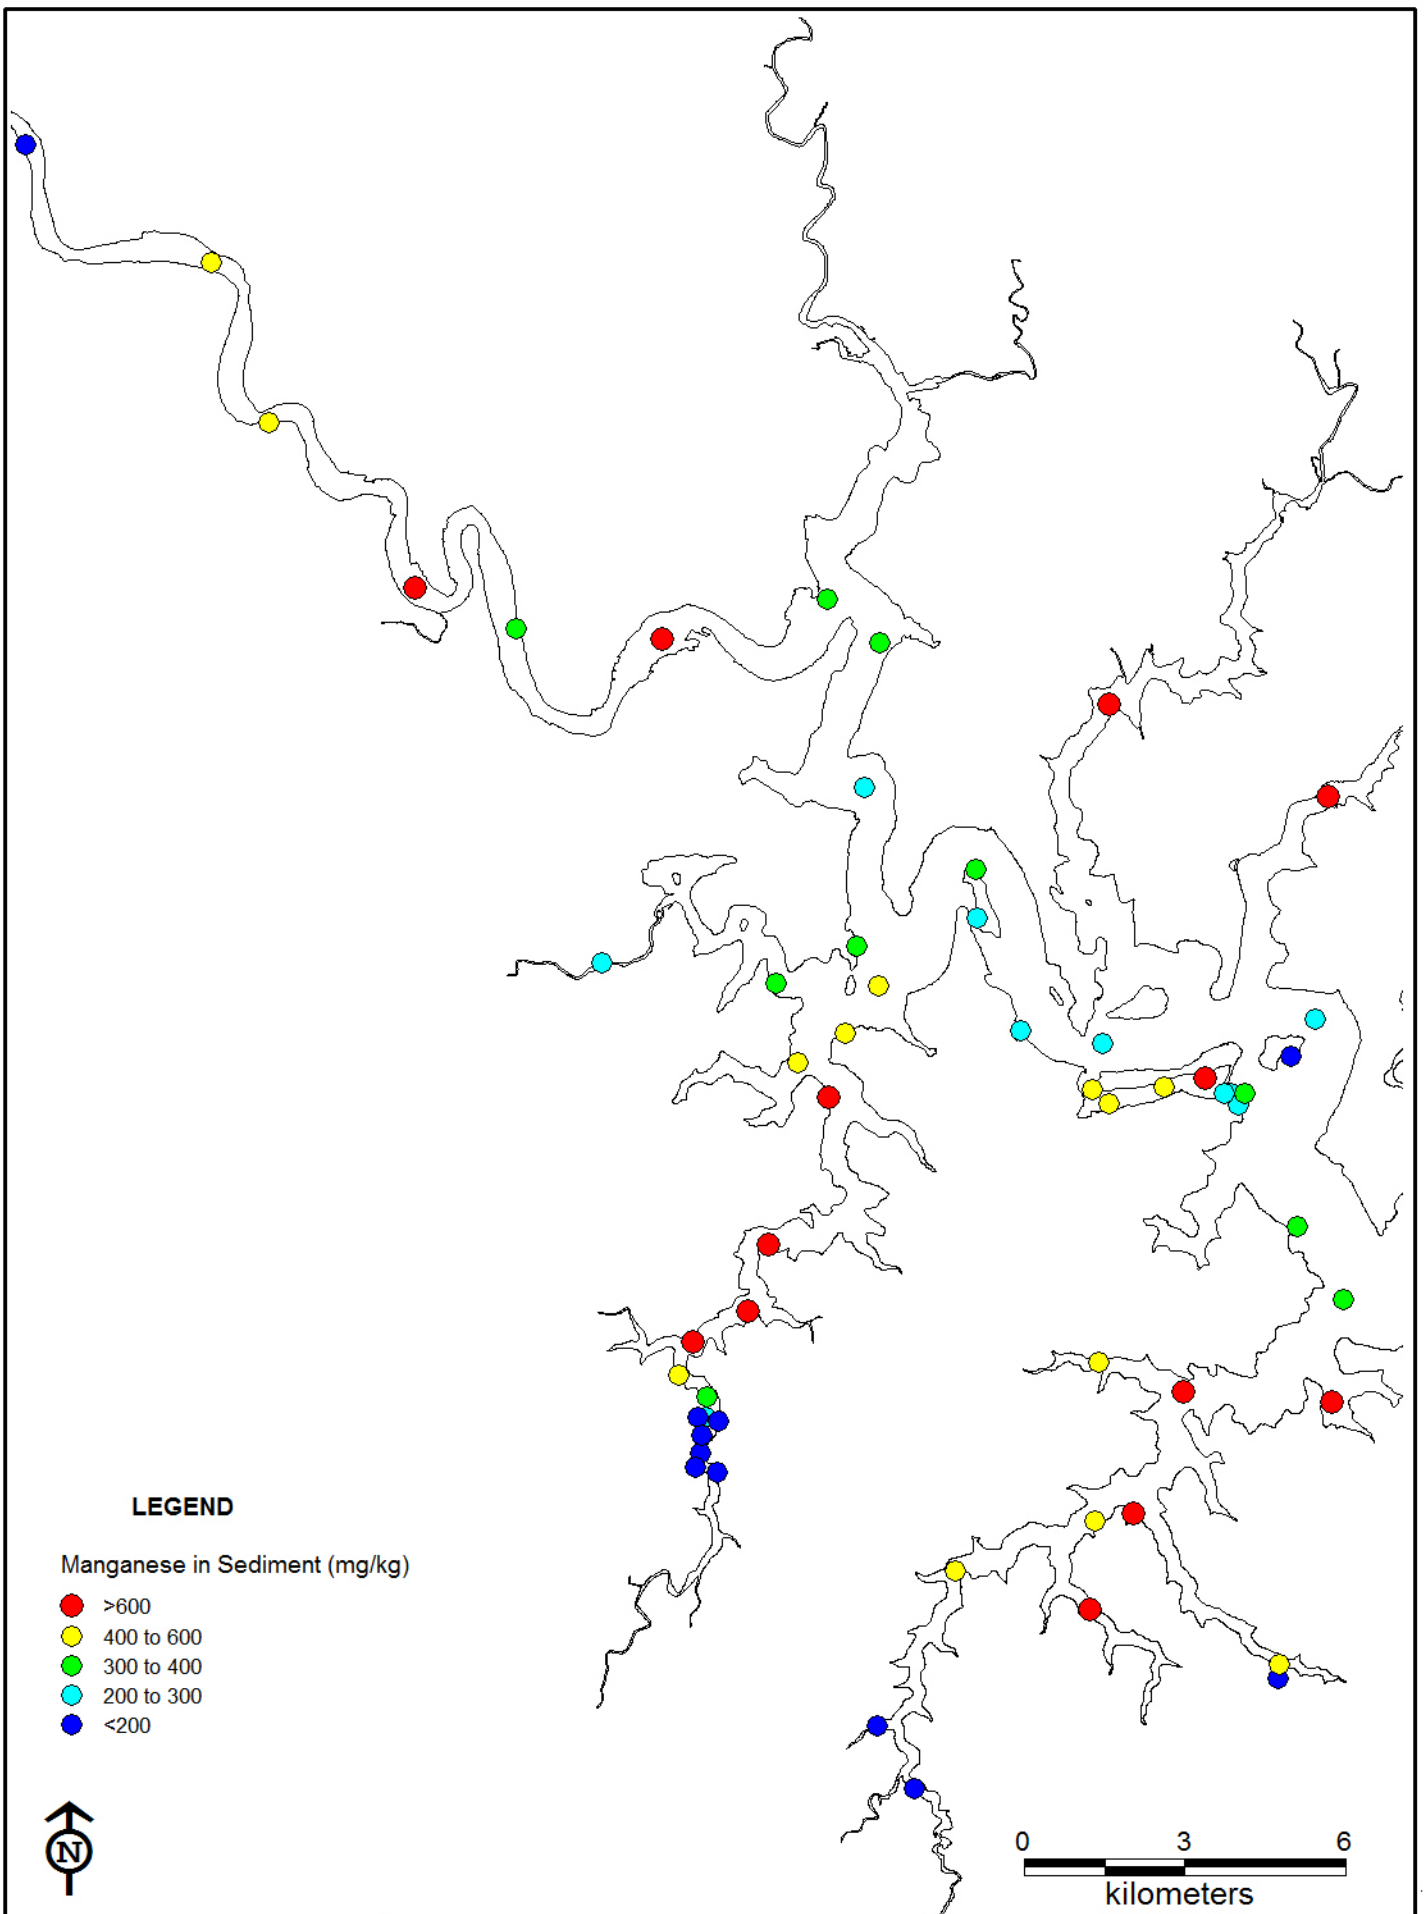 LEGEND
Manganese in Sediment (mg/kg)
>600
400 to 600
300 to 400
200 to 300
<200
N
0 3 6
kilometers